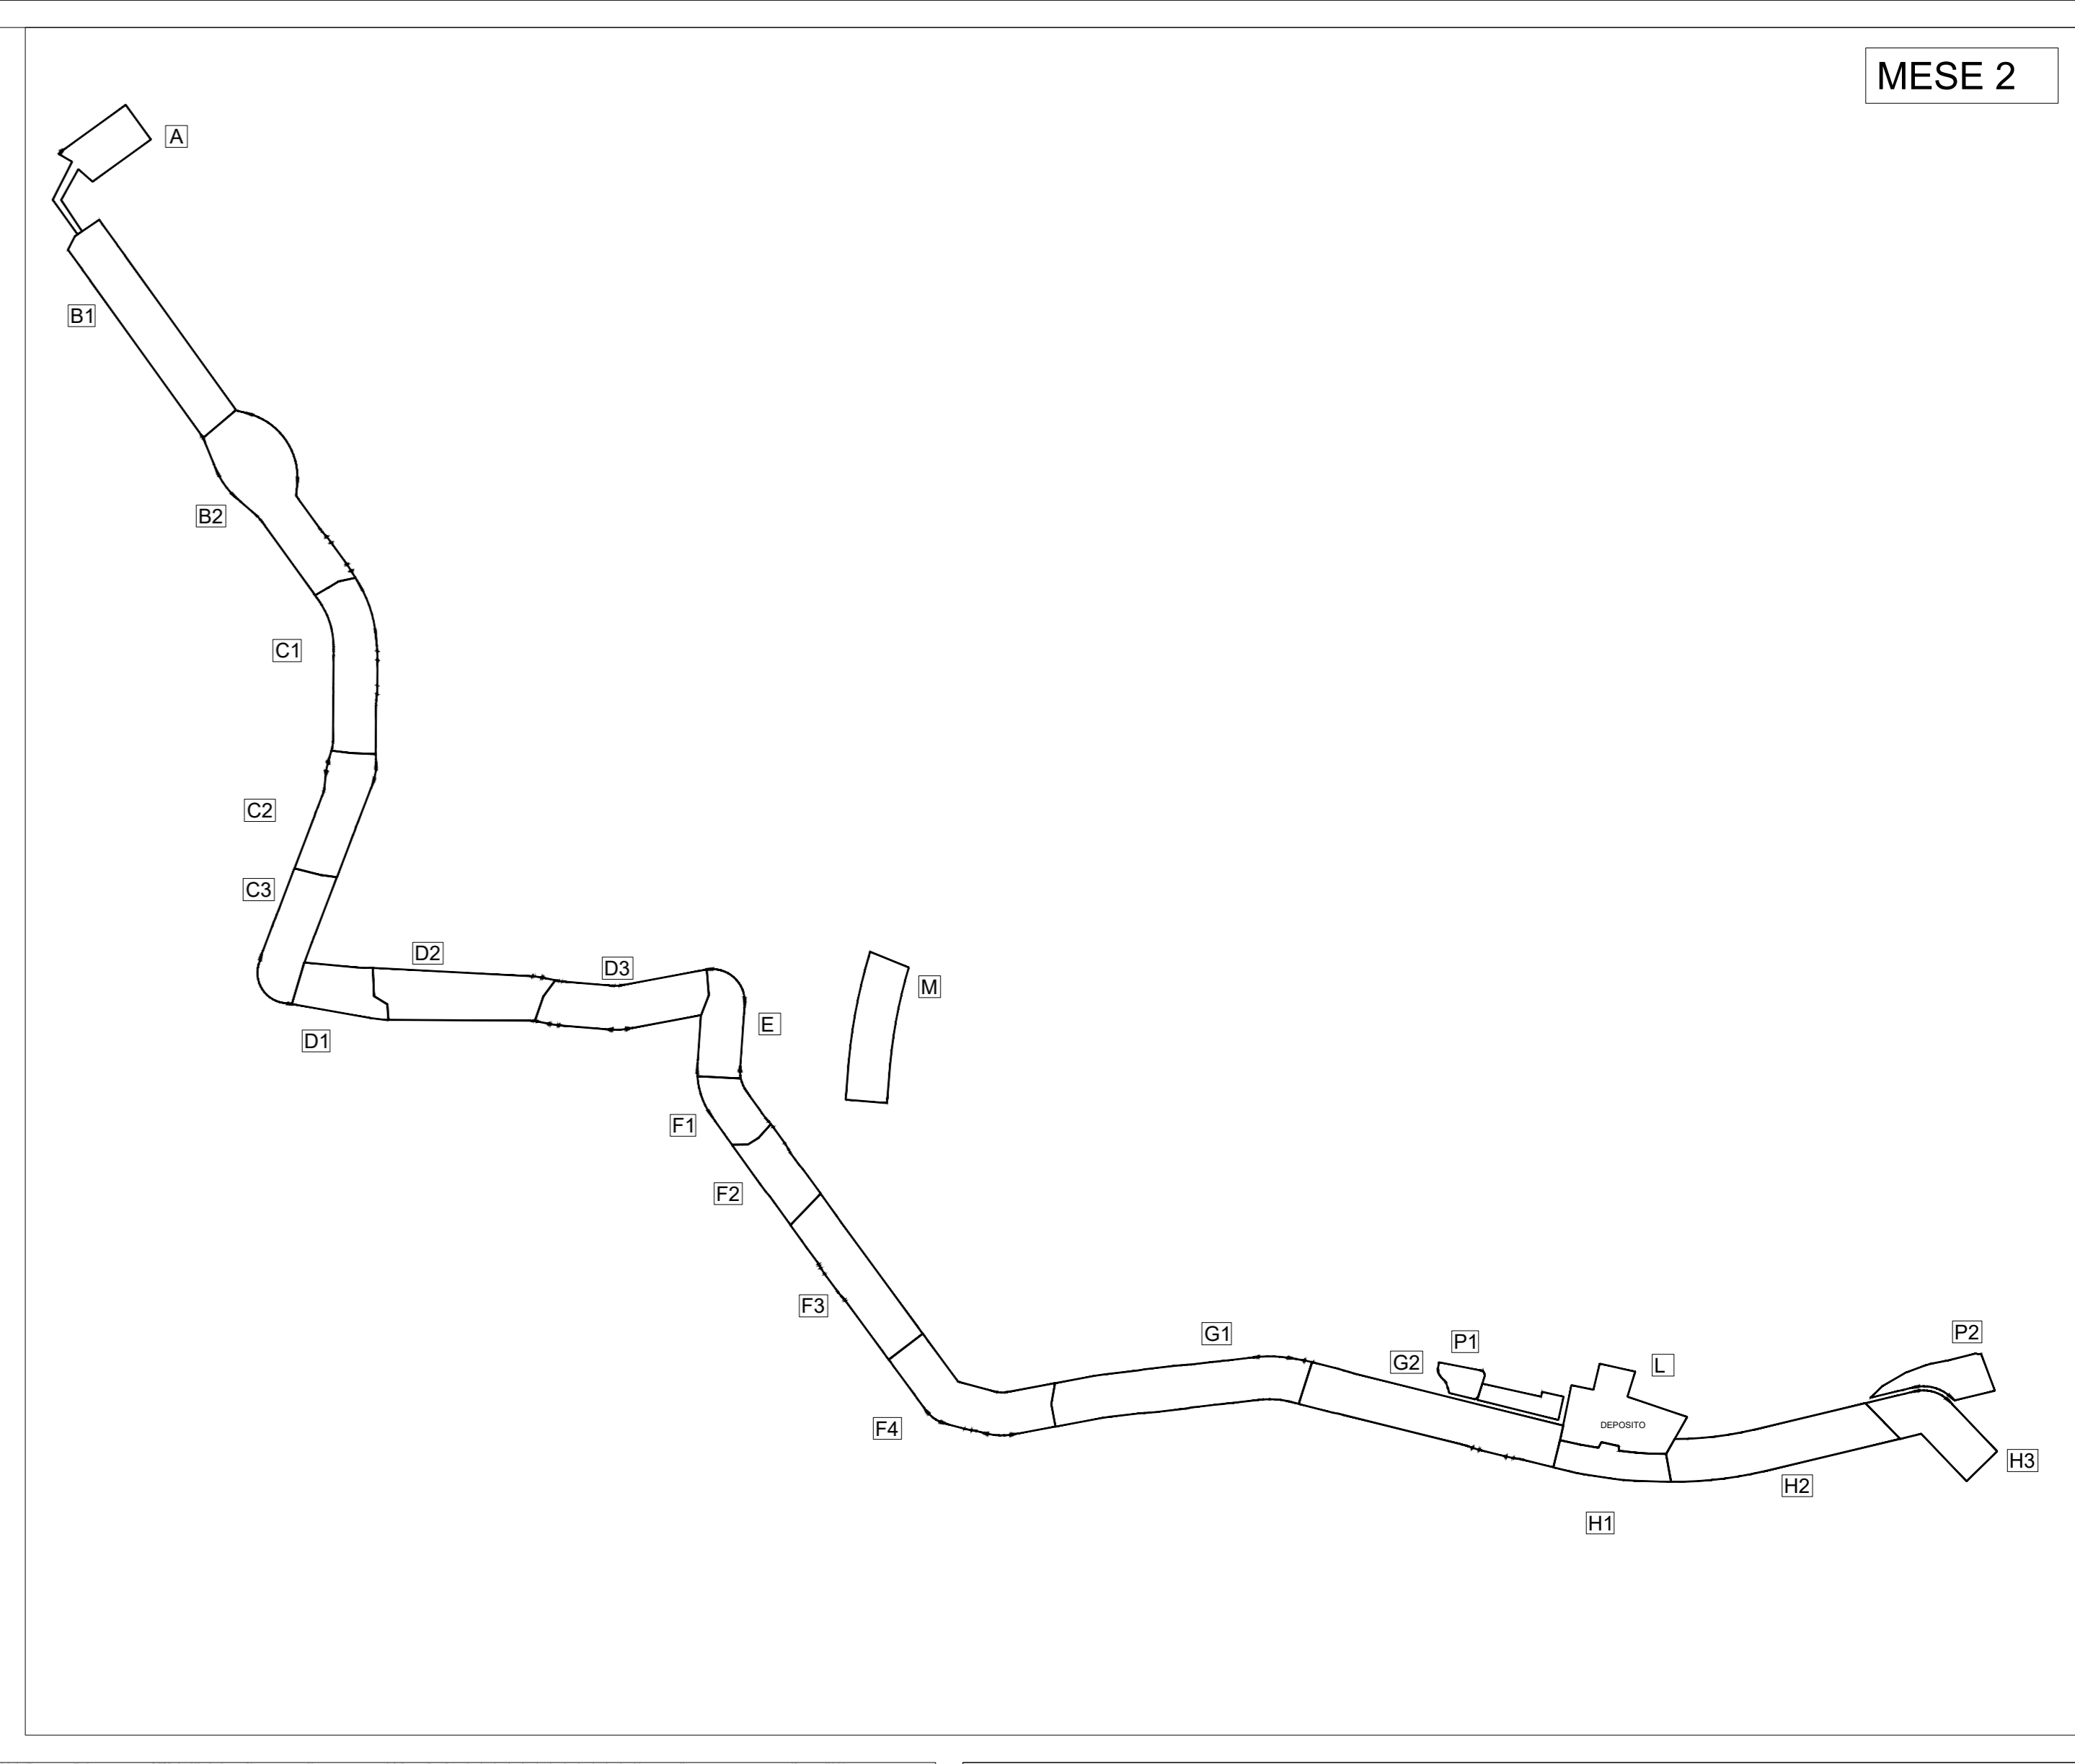 MESE 2
A
B1
B2
C1
C2
C3
D2
D3
M
E
D1
F1
F2
F3
G1
P1
P2
G2
L
DEPOSITO
F4
H3
H2
H1